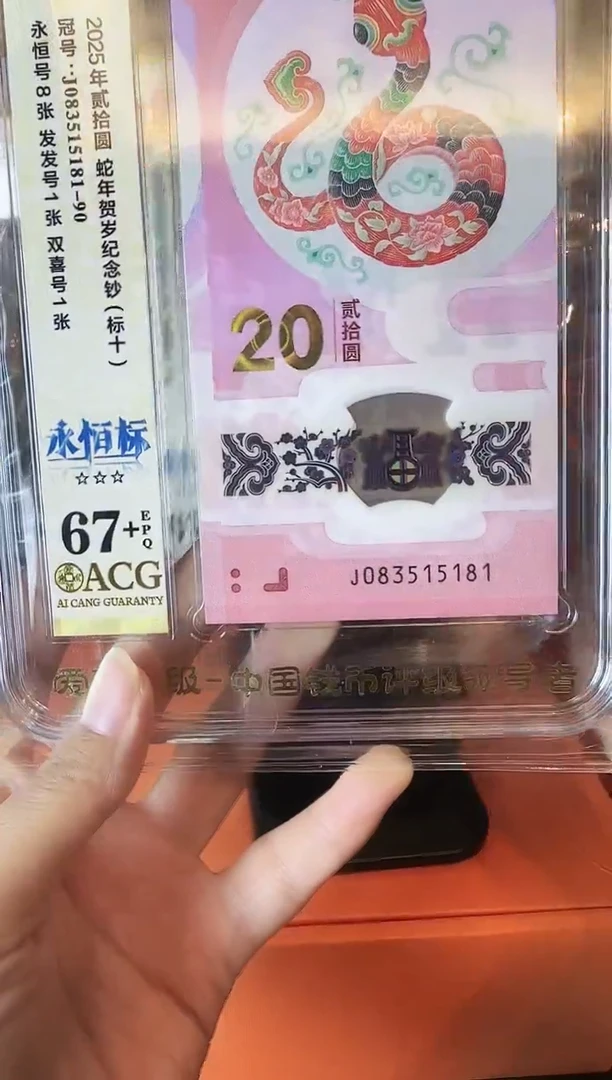 2025年贰拾圆 蛇年贺岁纪念钞(标十)
冠号:J083515181-90
永恒号8张 发发号1张 双喜号1张
永恒标
☆☆☆
67+EPQ
ACG
AI CANG GUARANTY
20
贰拾圆
J083515181
级-中国钱币评级